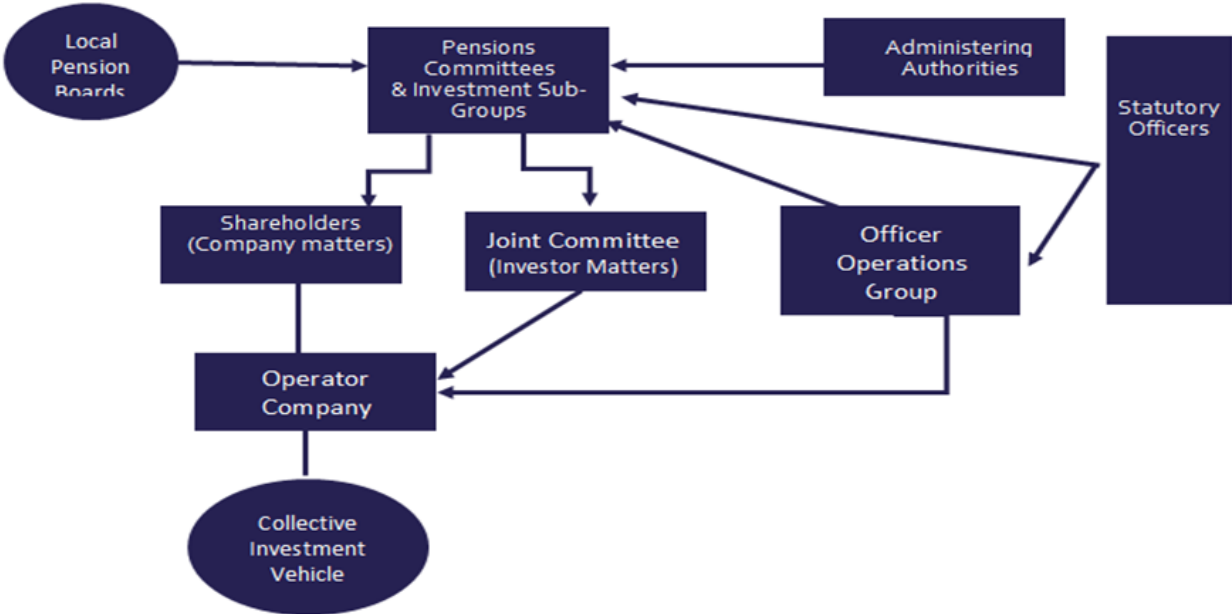 Local
Pension
Boards
Pensions
Committees
& Investment Sub-
Groups
Administering
Authorities
Statutory
Officers
Shareholders
(Company matters)
Joint Committee
(Investor Matters)
Officer
Operations
Group
Operator
Company
Collective
Investment
Vehicle